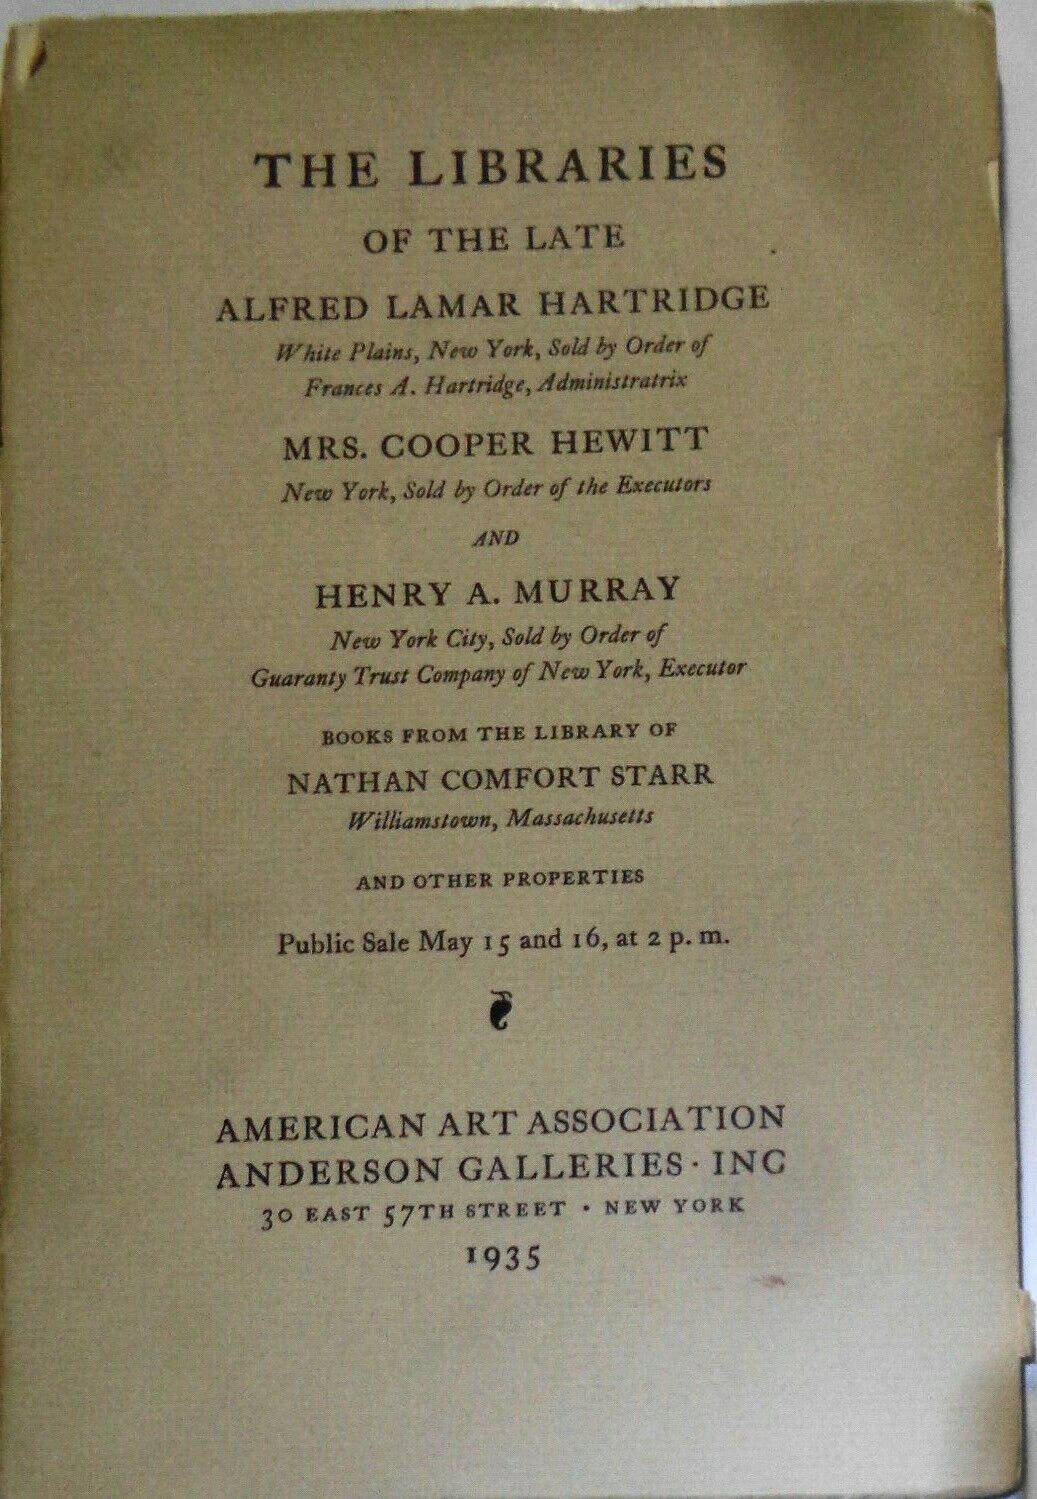 THE LIBRARIES
OF THE LATE
ALFRED LAMAR HARTRIDGE
White Plains, New York, Sold by Order of
Frances A. Hartridge, Administratrix
MRS. COOPER HEWITT
New York, Sold by Order of the Executors
AND
HENRY A. MURRAY
New York City, Sold by Order of
Guaranty Trust Company of New York, Executor
BOOKS FROM THE LIBRARY OF
NATHAN COMFORT STARR
Williamstown, Massachusetts
AND OTHER PROPERTIES
Public Sale May 15 and 16, at 2 p. m.
AMERICAN ART ASSOCIATION
ANDERSON GALLERIES · INC
30 EAST 57TH STREET · NEW YORK
1935